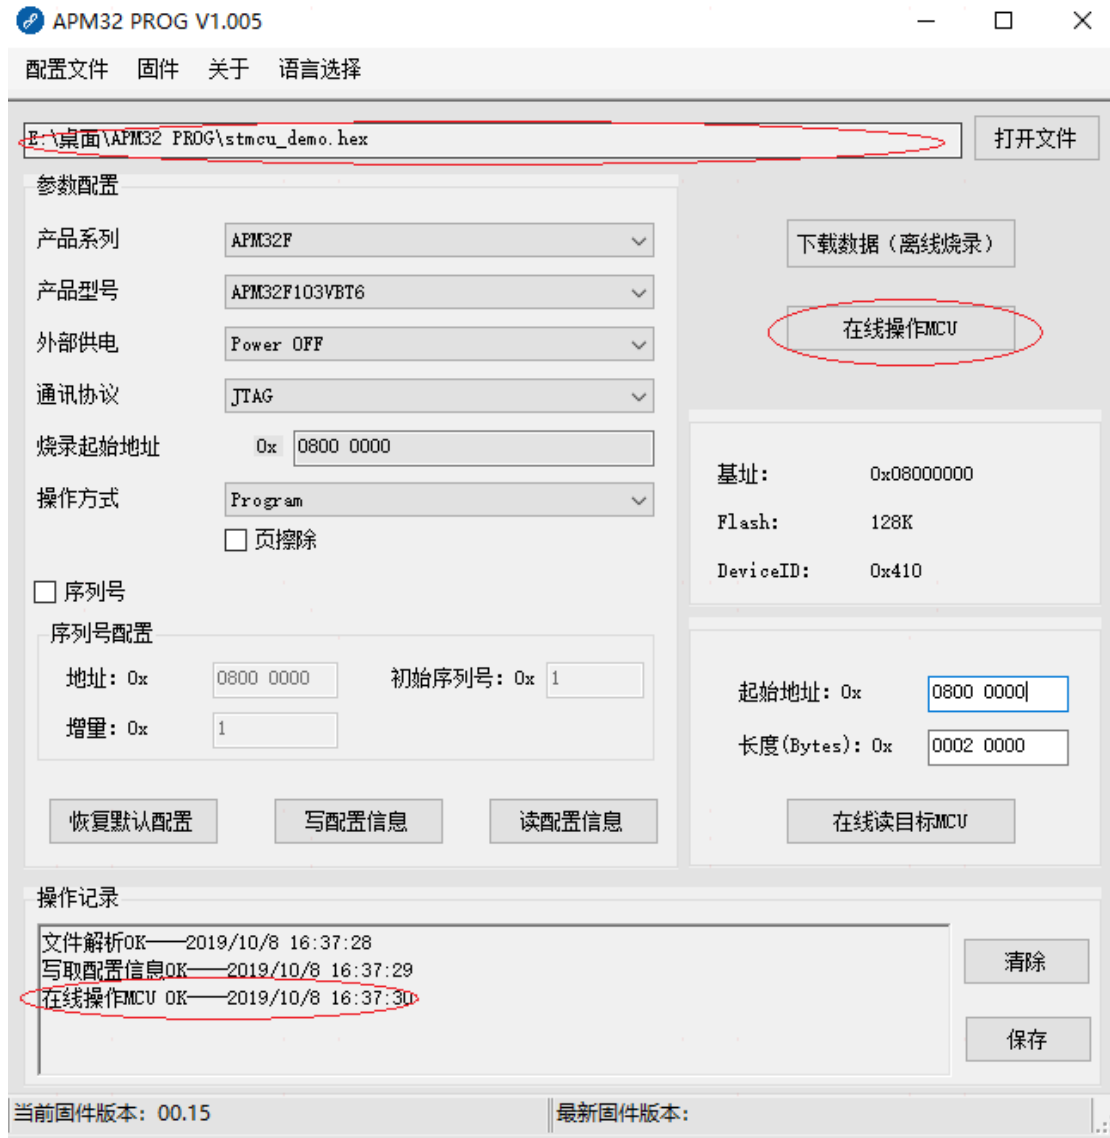 APM32 PROG V1.005
配置文件 固件 关于 语言选择
E:\桌面\APM32 PROG\stmcu_demo.hex 打开文件
参数配置
产品系列 APM32F
下载数据（离线烧录）
产品型号 APM32F103VBT6
外部供电 Power OFF
在线操作MCU
通讯协议 JTAG
烧录起始地址 0x 0800 0000
基址: 0x08000000
操作方式 Program
Flash: 128K
页擦除
DeviceID: 0x410
序列号
序列号配置
地址: 0x 0800 0000 初始序列号: 0x 1
起始地址: 0x 0800 0000
增量: 0x 1
长度(Bytes): 0x 0002 0000
恢复默认配置 写配置信息 读配置信息
在线读目标MCU
操作记录
文件解析OK——2019/10/8 16:37:28
写取配置信息OK——2019/10/8 16:37:29
在线操作MCU OK——2019/10/8 16:37:30
清除
保存
当前固件版本: 00.15 最新固件版本: